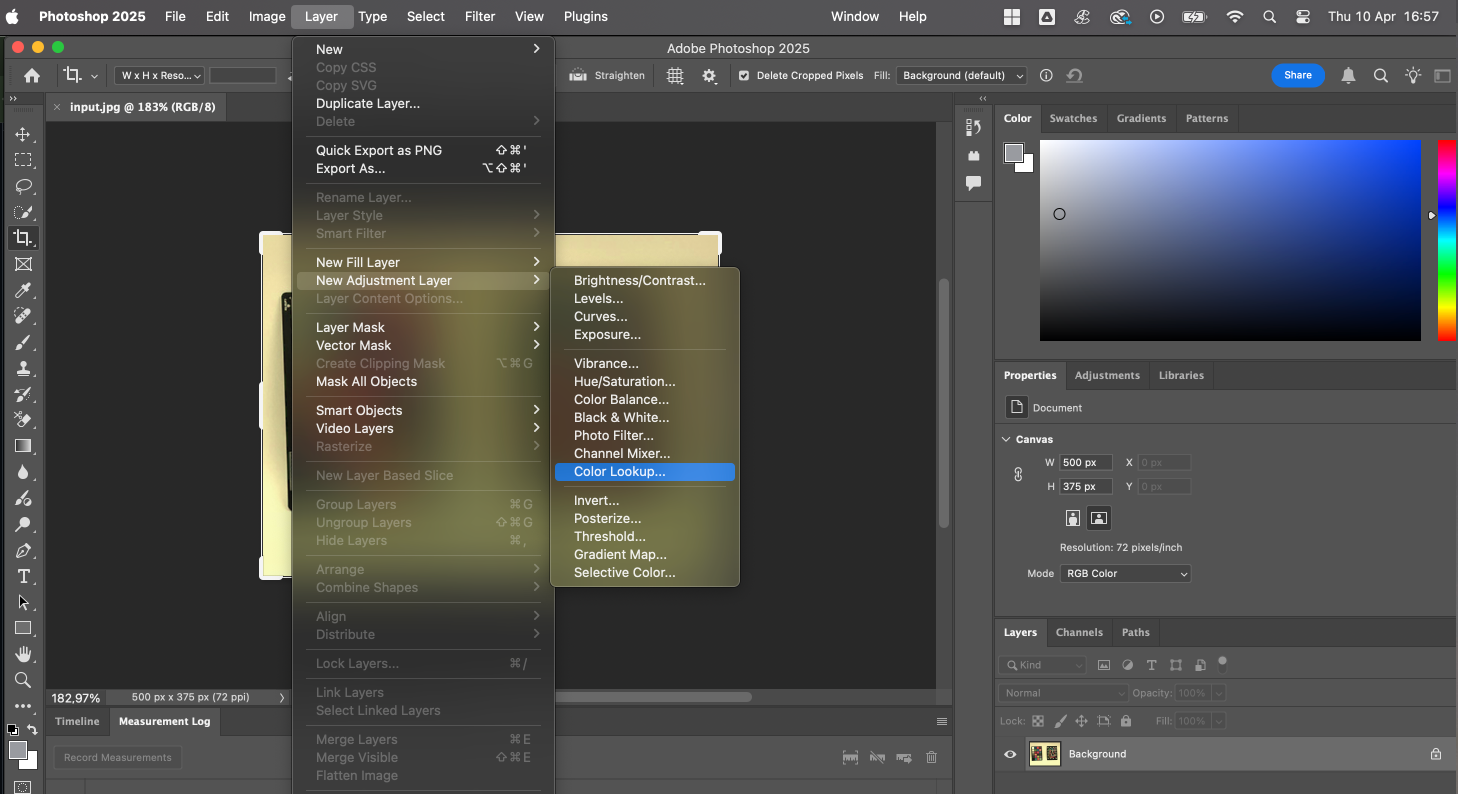 Photoshop 2025 File Edit Image Layer Type Select Filter View Plugins Window Help Thu 10 Apr 16:57
Adobe Photoshop 2025
W x H x Reso... Straighten Delete Cropped Pixels Fill: Background (default) Share
input.jpg @ 183% (RGB/8)
New
Copy CSS
Copy SVG
Duplicate Layer...
Delete
Quick Export as PNG ⇧⌘'
Export As... ⌥⇧⌘'
Rename Layer...
Layer Style
Smart Filter
New Fill Layer
New Adjustment Layer
Layer Content Options...
Layer Mask
Vector Mask
Create Clipping Mask ⌥⌘G
Mask All Objects
Smart Objects
Video Layers
Rasterize
New Layer Based Slice
Group Layers ⌘G
Ungroup Layers ⇧⌘G
Hide Layers ⌘,
Arrange
Combine Shapes
Align
Distribute
Lock Layers... ⌘/
Link Layers
Select Linked Layers
Merge Layers ⌘E
Merge Visible ⇧⌘E
Flatten Image
Brightness/Contrast...
Levels...
Curves...
Exposure...
Vibrance...
Hue/Saturation...
Color Balance...
Black & White...
Photo Filter...
Channel Mixer...
Color Lookup...
Invert...
Posterize...
Threshold...
Gradient Map...
Selective Color...
182,97% 500 px x 375 px (72 ppi)
Timeline Measurement Log
Record Measurements
Color Swatches Gradients Patterns
Properties Adjustments Libraries
Document
Canvas
W 500 px X 0 px
H 375 px Y 0 px
Resolution: 72 pixels/inch
Mode RGB Color
Layers Channels Paths
Kind
Normal Opacity: 100%
Lock: Fill: 100%
Background